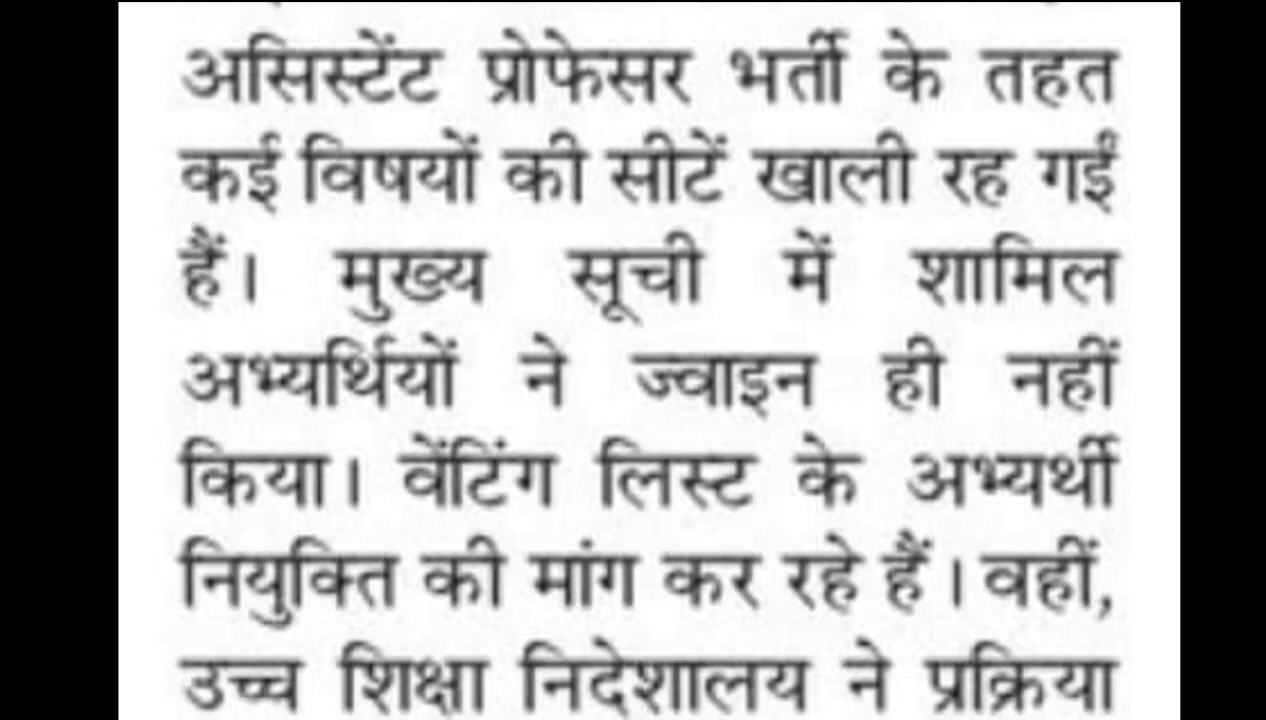 असिस्टेंट प्रोफेसर भर्ती के तहत
कई विषयों की सीटें खाली रह गईं
हैं। मुख्य सूची में शामिल
अभ्यर्थियों ने ज्वाइन ही नहीं
किया। वेंटिंग लिस्ट के अभ्यर्थी
नियुक्ति की मांग कर रहे हैं। वहीं,
उच्च शिक्षा निदेशालय ने प्रक्रिया